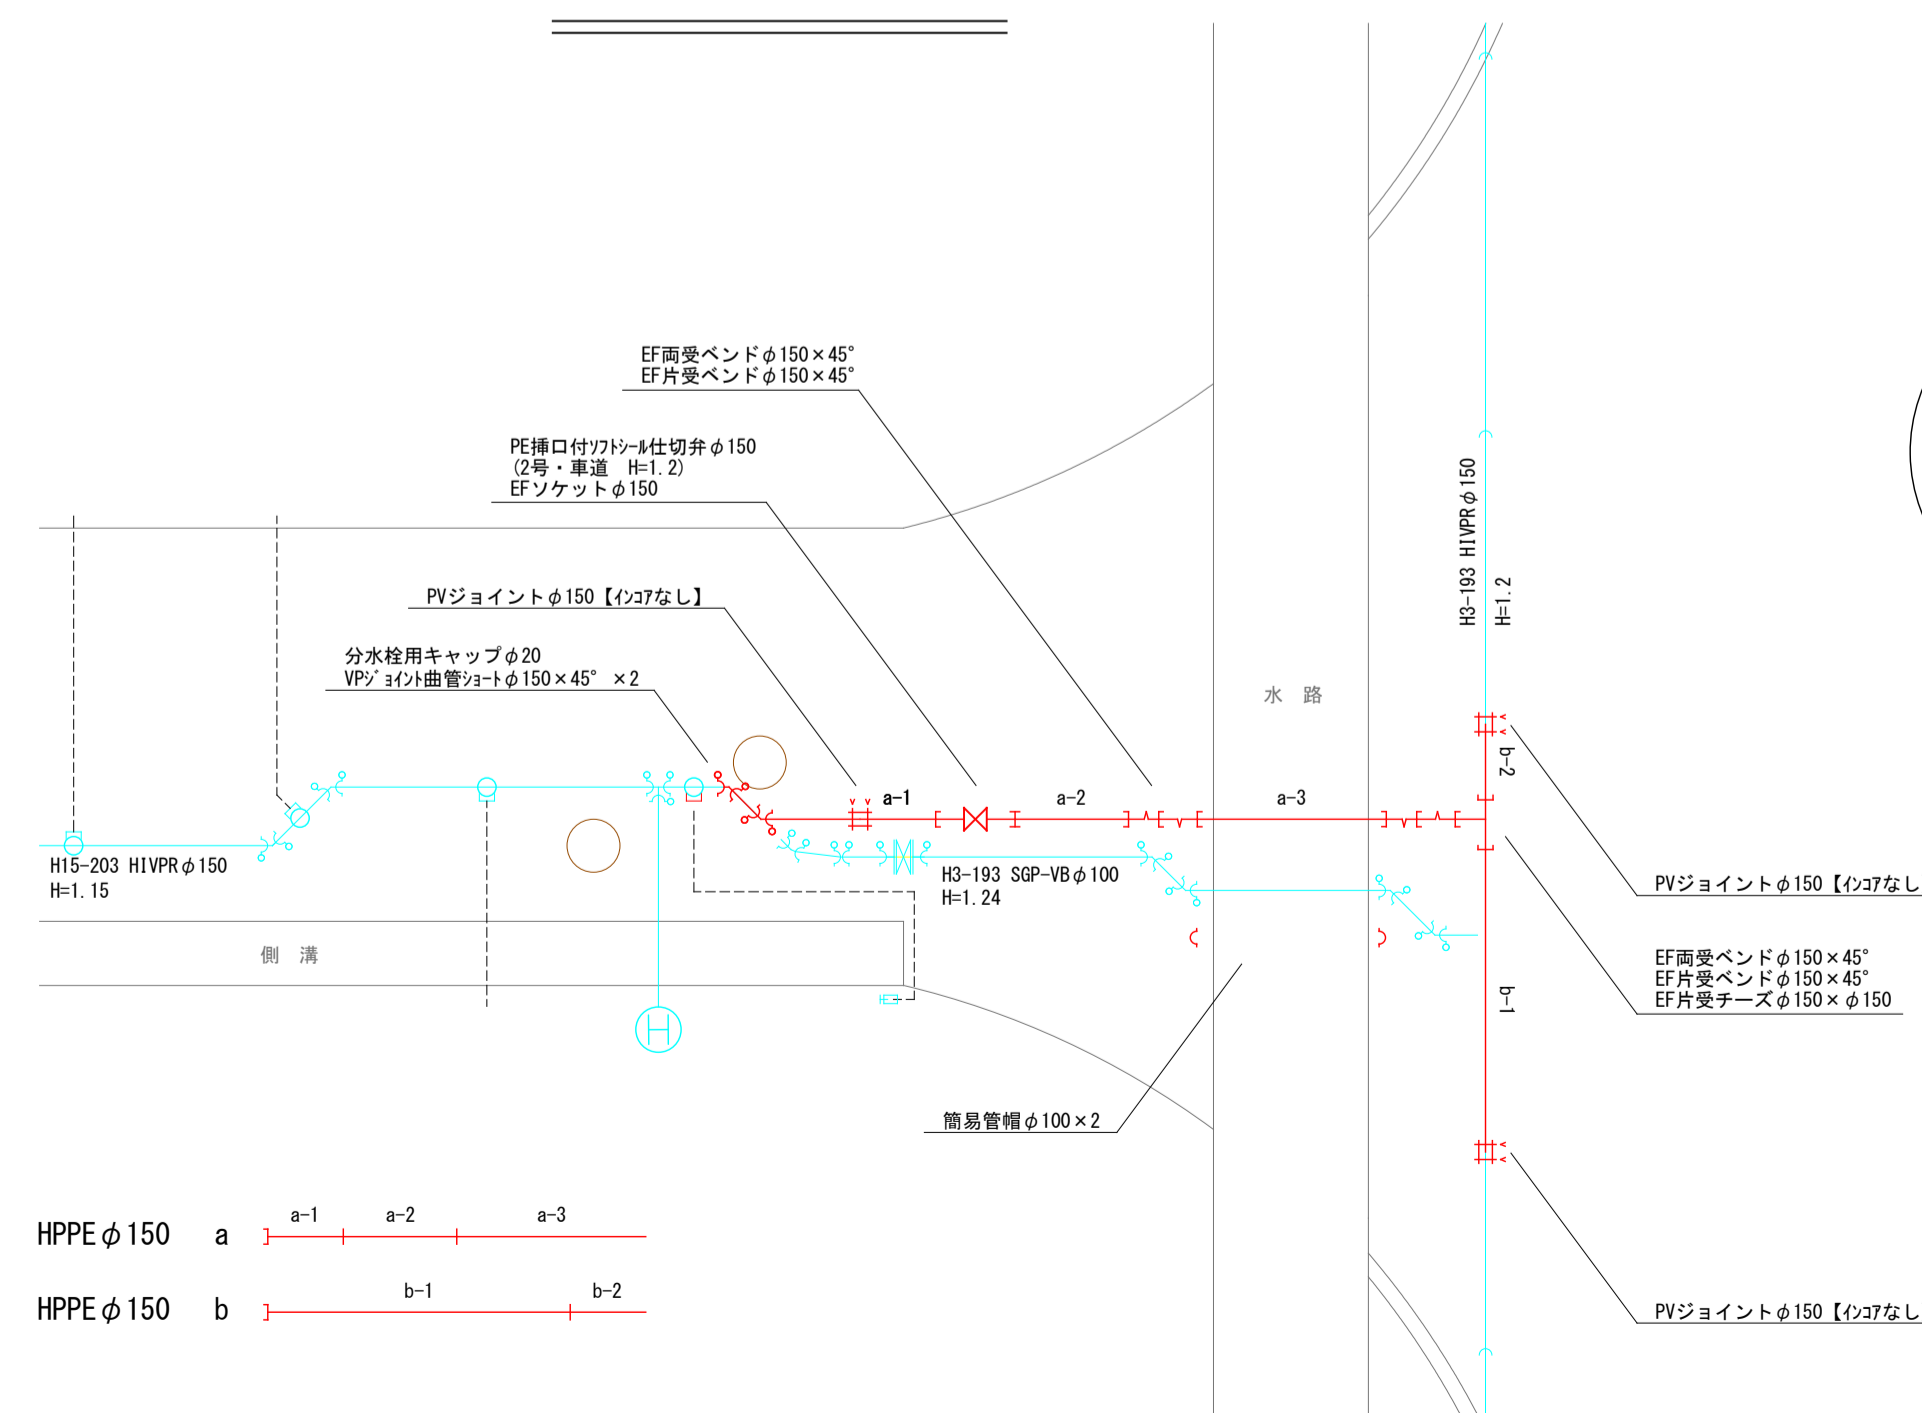 EF両受ベンドφ150×45°
EF片受ベンドφ150×45°
PE挿口付ソフトシール仕切弁φ150
(2号・車道　H=1.2)
EFソケットφ150
PVジョイントφ150【インコアなし】
分水栓用キャップφ20
VPジョイント曲管ショートφ150×45° ×2
H3-193 HIVPRφ150
H=1.2
水 路
a-1
a-2
a-3
b-2
b-1
H15-203 HIVPRφ150
H=1.15
H3-193 SGP-VBφ100
H=1.24
側 溝
H
PVジョイントφ150【インコアなし
EF両受ベンドφ150×45°
EF片受ベンドφ150×45°
EF片受チーズφ150×φ150
簡易管帽φ100×2
PVジョイントφ150【インコアなし
HPPEφ150 a
a-1
a-2
a-3
HPPEφ150 b
b-1
b-2